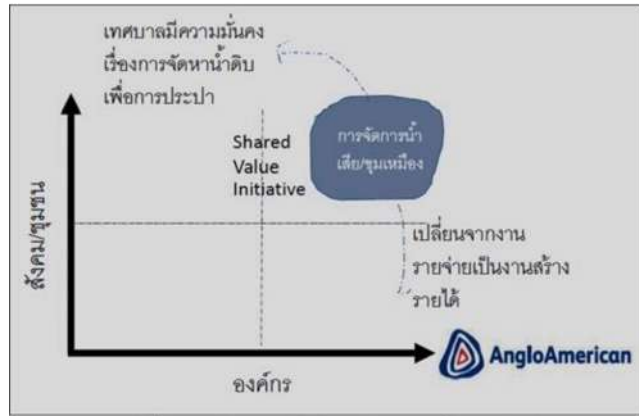 เทศบาลมีความมั่นคง
เรื่องการจัดหาน้ำดิบ
เพื่อการประปา
Shared
Value
Initiative
การจัดการน้ำ
เสีย/ขุมเหมือง
สังคม/ชุมชน
เปลี่ยนจากงาน
รายจ่ายเป็นงานสร้าง
รายได้
องค์กร
AngloAmerican